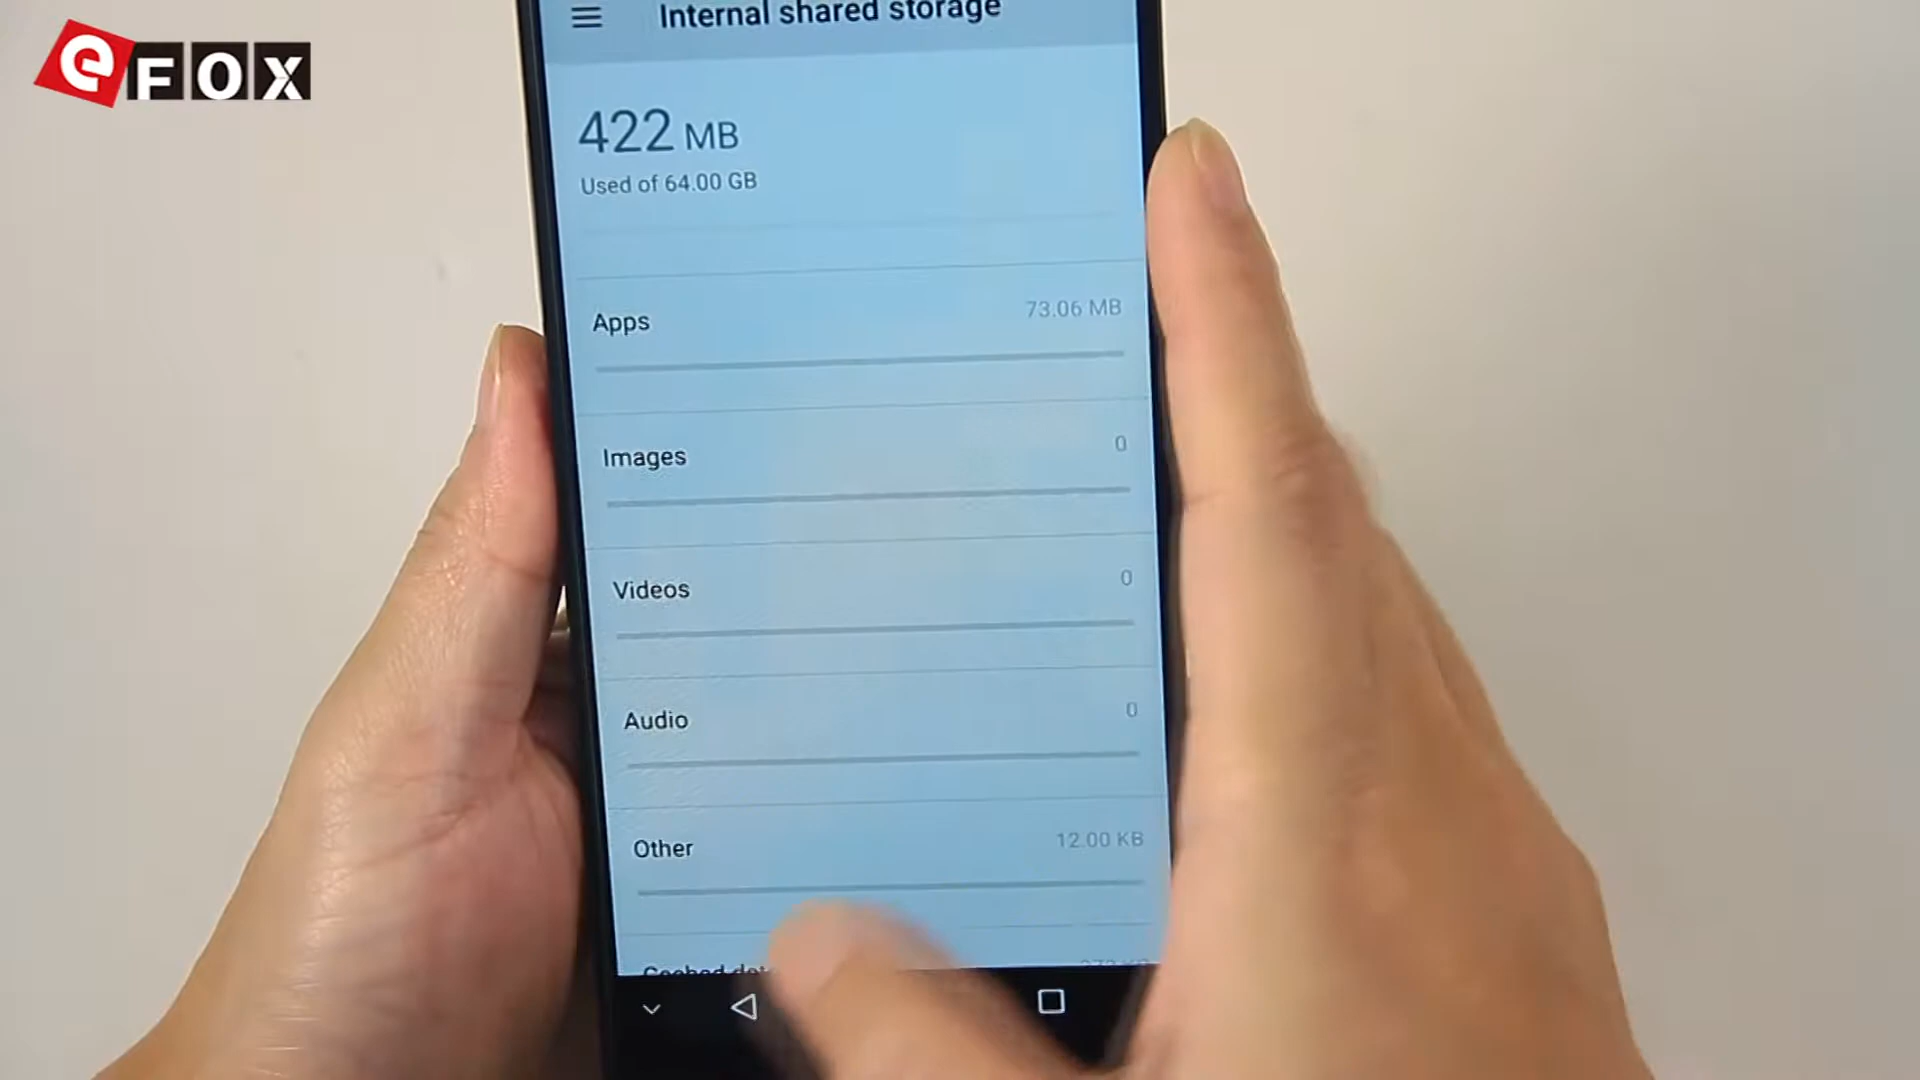 eFOX
Internal shared storage
422 MB
Used of 64.00 GB
Apps 73.06 MB
Images 0
Videos 0
Audio 0
Other 12.00 KB
Cached